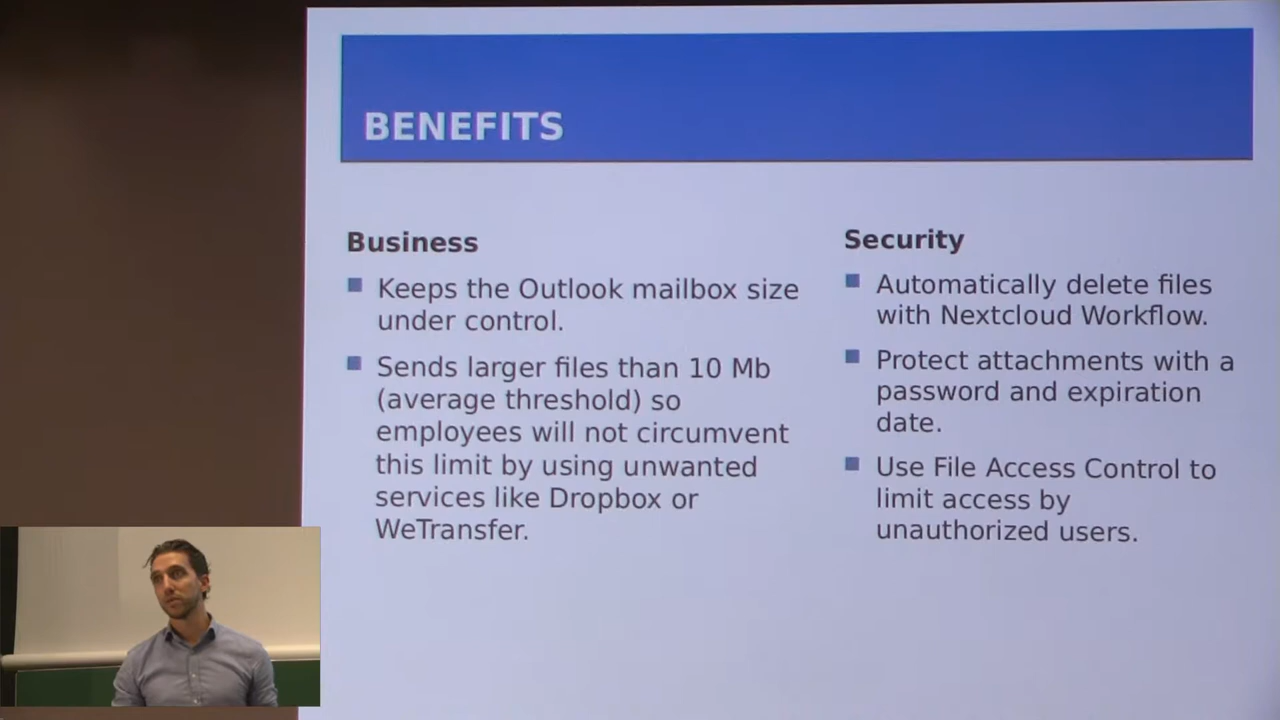 BENEFITS
Business
Keeps the Outlook mailbox size
under control.
Sends larger files than 10 Mb
(average threshold) so
employees will not circumvent
this limit by using unwanted
services like Dropbox or
WeTransfer.
Security
Automatically delete files
with Nextcloud Workflow.
Protect attachments with a
password and expiration
date.
Use File Access Control to
limit access by
unauthorized users.